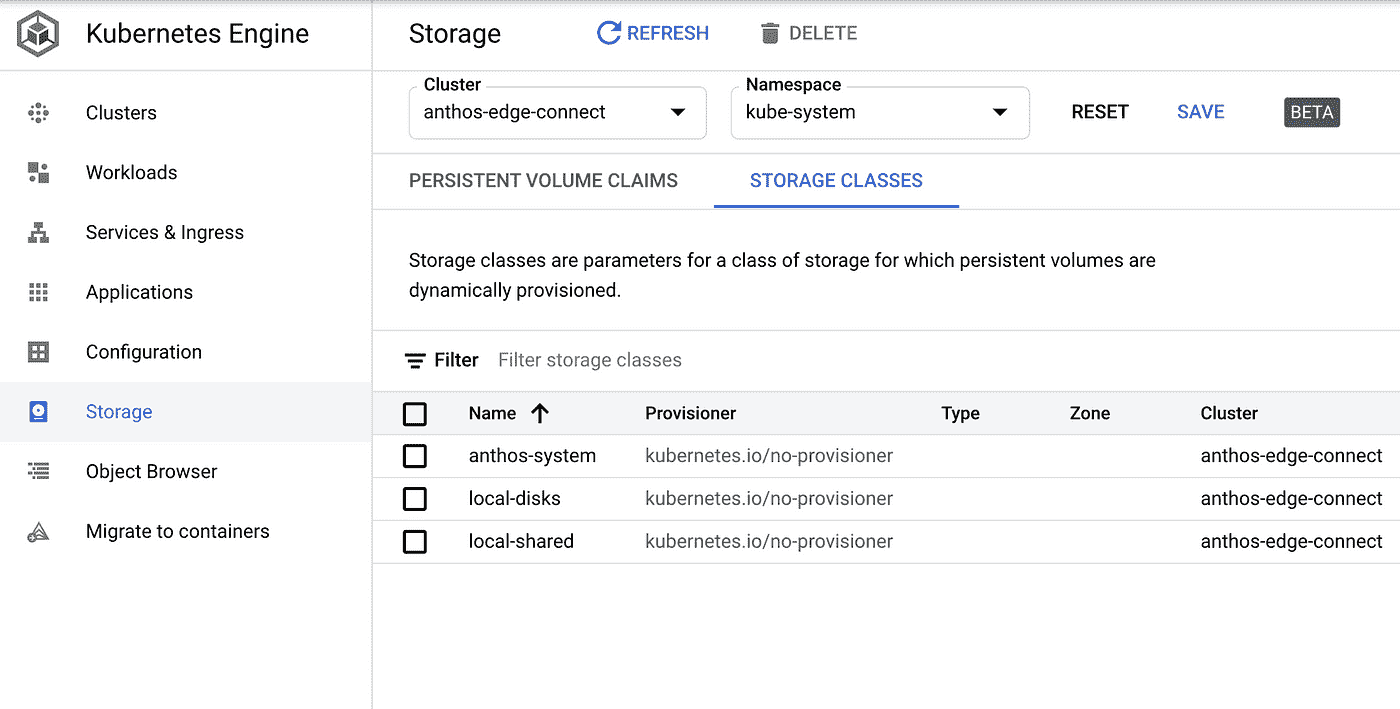 Kubernetes Engine
Storage
REFRESH
DELETE
Clusters
Workloads
Services & Ingress
Applications
Configuration
Storage
Object Browser
Migrate to containers
Cluster
anthos-edge-connect
Namespace
kube-system
RESET
SAVE
BETA
PERSISTENT VOLUME CLAIMS
STORAGE CLASSES
Storage classes are parameters for a class of storage for which persistent volumes are
dynamically provisioned.
Filter Filter storage classes
Name Provisioner Type Zone Cluster
anthos-system kubernetes.io/no-provisioner anthos-edge-connect
local-disks kubernetes.io/no-provisioner anthos-edge-connect
local-shared kubernetes.io/no-provisioner anthos-edge-connect